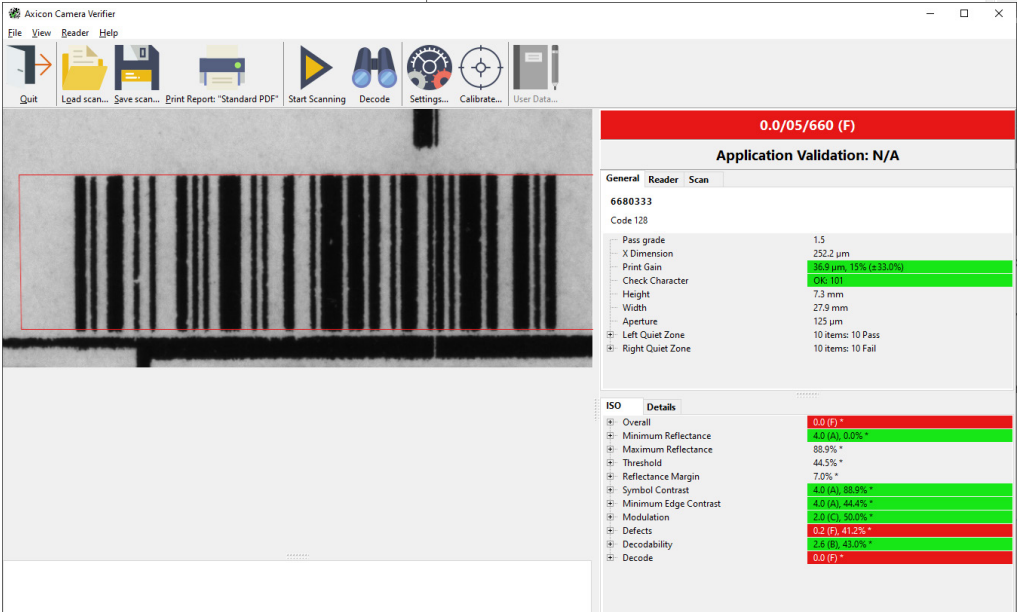 Axicon Camera Verifier
File View Reader Help
Quit Load scan... Save scan... Print Report: "Standard PDF" Start Scanning Decode Settings... Calibrate... User Data...
0.0/05/660 (F)
Application Validation: N/A
General Reader Scan
6680333
Code 128
Pass grade 1.5
X Dimension 252.2 µm
Print Gain 36.9 µm, 15% (±33.0%)
Check Character OK: 101
Height 7.3 mm
Width 27.9 mm
Aperture 125 µm
Left Quiet Zone 10 items: 10 Pass
Right Quiet Zone 10 items: 10 Fail
ISO Details
Overall 0.0 (F) *
Minimum Reflectance 4.0 (A), 0.0% *
Maximum Reflectance 88.9% *
Threshold 44.5% *
Reflectance Margin 7.0% *
Symbol Contrast 4.0 (A), 88.9% *
Minimum Edge Contrast 4.0 (A), 44.4% *
Modulation 2.0 (C), 50.0% *
Defects 0.2 (F), 41.2% *
Decodability 2.6 (B), 43.0% *
Decode 0.0 (F) *